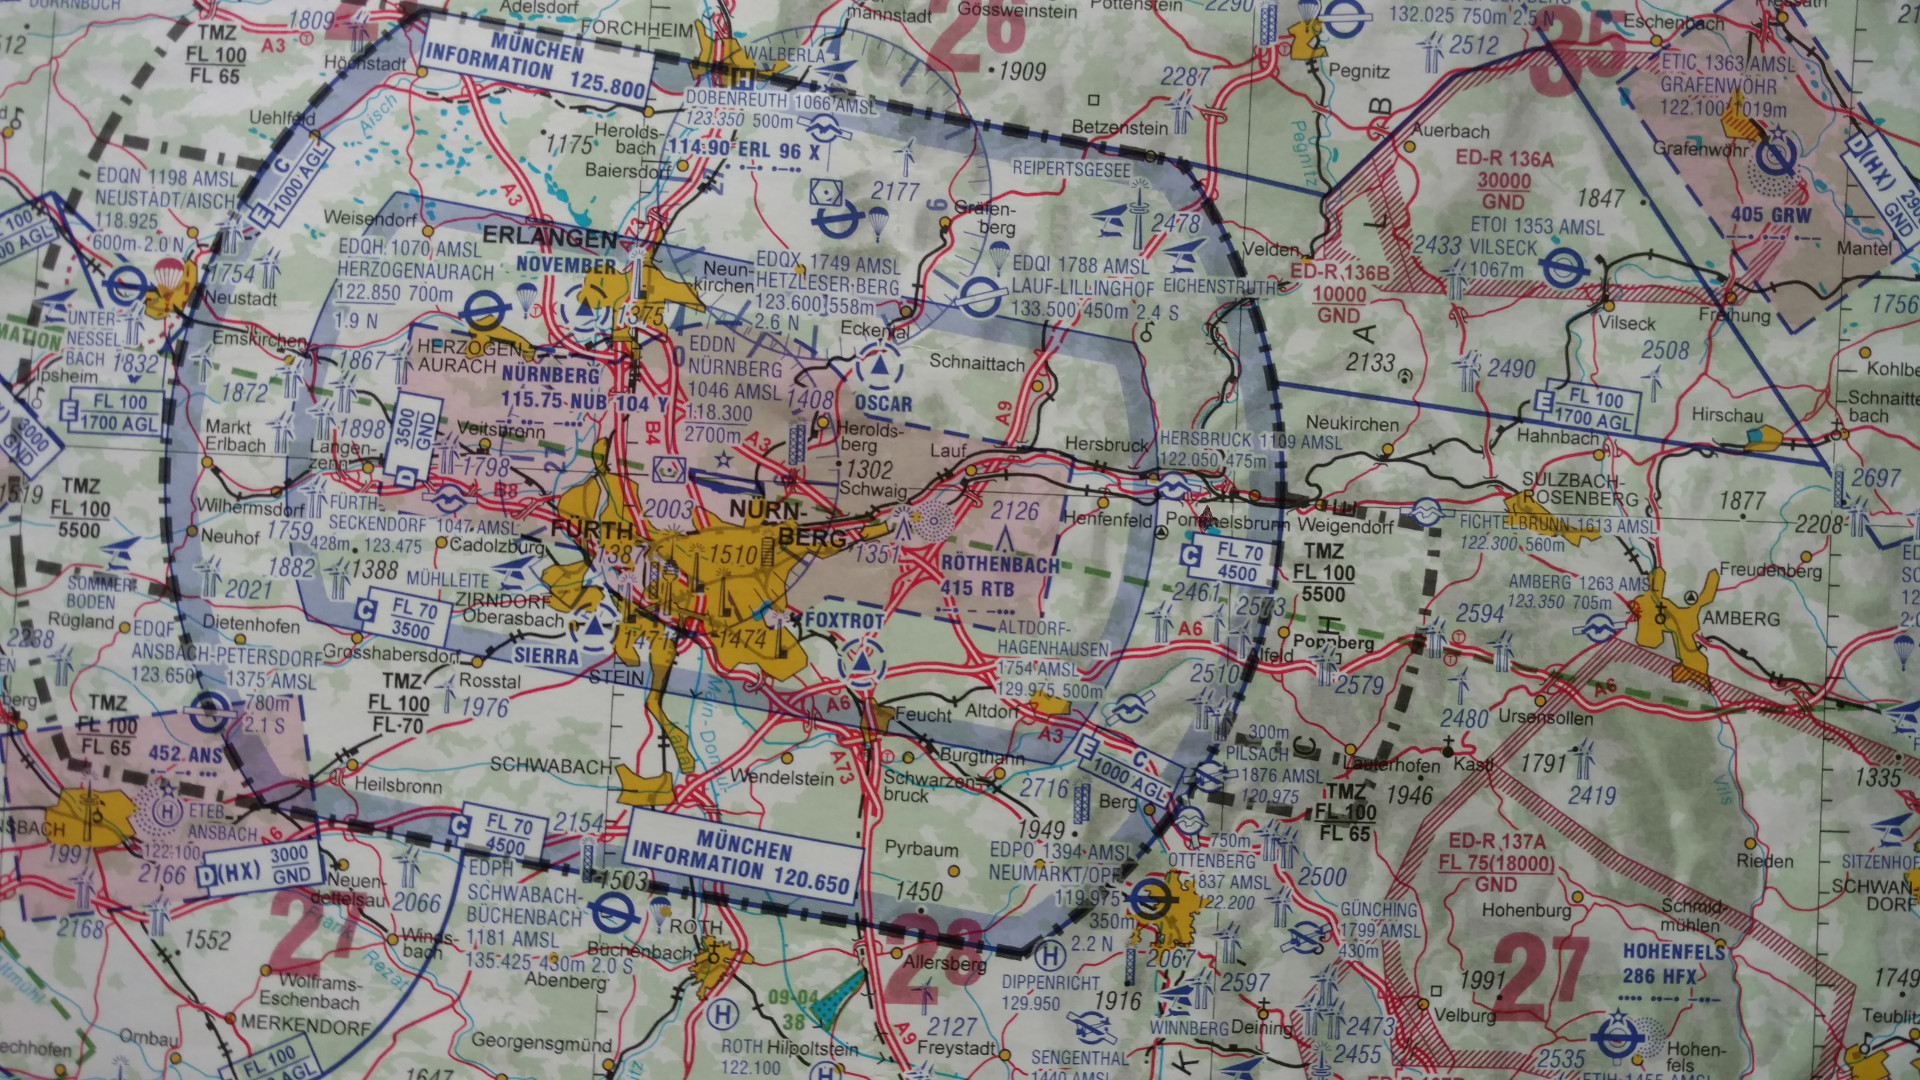 Adelsdorf
FORCHHEIM
mannstadt
Gössweinstein
Pottenstein
2290
132.025 750m 2.5 N
2512
Eschenbach
1809
A3
TMZ
FL 100
FL 65
Höchstadt
MÜNCHEN
INFORMATION 125.800
WALBERLA
26
1909
2287
Pegnitz
35
ETIC 1363 AMSL
GRAFENWÖHR
122.100 1019m
Uehlfeld
Aisch
C
E
1000 AGL
1175
Herolds-
bach
Baiersdorf
DOBENREUTH 1066 AMSL
123.350 500m
114.90 ERL 96 X
2177
Betzenstein
REIPERTSGEESE
Pegnitz
Auerbach
ED-R 136A
30000
GND
1847
Grafenwöhr
405 GRW
D(HX)
GND
Mantel
EDQN 1198 AMSL
NEUSTADT/AISCH
118.925
600m 2.0 N
1754
Neustadt
Weisendorf
A3
ERLANGEN
NOVEMBER
EDQH 1070 AMSL
HERZOGENAURACH
122.850 700m
1.9 N
Neun-
kirchen
Gräfen-
berg
EDQX 1749 AMSL
HETZLESER BERG
123.600 558m
2.6 N
2478
EDQI 1788 AMSL
LAUF-LILLINGHOF
133.500 450m 2.4 S
EICHENSTRUTH
Velden
ED-R 136B
10000
GND
2433
ETOI 1353 AMSL
VILSECK
1067m
1756
Vilseck
Freihung
UNTER-
NESSEL-
BACH
1832
Ipsheim
Emskirchen
1867
1375
HERZOGEN-
AURACH
NÜRNBERG
115.75 NUB 104 Y
EDDN
NÜRNBERG
1046 AMSL
118.300
2700m
Eckental
1408
OSCAR
Schnaittach
A9
2133
2490
2508
E
FL 100
1700 AGL
1872
1898
3500
GND
D
Markt
Erlbach
Langen-
zenn
Veitsbronn
1798
B8
B4
A3
Herolds-
berg
1302
Schwaig
Lauf
Hersbruck
HERSBRUCK 1109 AMSL
122.050 475m
Neukirchen
E
FL 100
1700 AGL
Hahnbach
Hirschau
SULZBACH-
ROSENBERG
2697
1877
2208
1519
TMZ
FL 100
5500
Wilhermsdorf
Neuhof
1759
FÜRTH
SECKENDORF 1047 AMSL
428m 123.475
Cadolzburg
1882
1388
2021
2003
FÜRTH
1387
NÜRN-
BERG
1510
1351
2126
RÖTHENBACH
415 RTB
Henfenfeld
Pommelsbrunn
Weigendorf
C
FL 70
4500
TMZ
FL 100
5500
FICHTELBRUNN 1613 AMSL
122.300 560m
AMBERG 1263 AMSL
123.350 705m
Freudenberg
AMBERG
SOMMER-
BODEN
2238
Rügland
Dietenhofen
C
FL 70
3500
MÜHLLEITE
ZIRNDORF
Oberasbach
1471
1474
SIERRA
STEIN
FOXTROT
2461
2573
2594
A6
2510
2579
2480
Ursensollen
A6
ALTDORF-
HAGENHAUSEN
1754 AMSL
129.975 500m
EDQF
ANSBACH-PETERSDORF
1375 AMSL
123.650
780m
2.1 S
Grosshabersdorf
Rosstal
TMZ
FL 100
FL 70
1976
TMZ
FL 100
FL 65
452 ANS
Heilsbronn
SCHWABACH
Wendelstein
A6
Feucht
Altdorf
A3
A73
Burgthann
Schwarzen-
bruck
E
C
1000 AGL
2716
Berg
300m
PILSACH
1876 AMSL
120.975
Lauterhofen
Kastl
1946
TMZ
FL 100
FL 65
1791
2419
1335
Vils
ETEB
ANSBACH
122.100
1991
2166
A6
D(HX)
3000
GND
C
FL 70
4500
2154
MÜNCHEN
INFORMATION 120.650
1503
1949
Pyrbaum
1450
EDPO 1394 AMSL
NEUMARKT/OPF
119.975
350m
2.2 N
750m
OTTENBERG
1837 AMSL
122.200
2500
ED-R 137A
FL 75(18000)
GND
Rieden
Neuen-
dettelsau
2066
2168
1552
27
EDPH
SCHWABACH-
BÜCHENBACH
1181 AMSL
135.425 430m 2.0 S
Büchenbach
Abenberg
ROTH
28
Allersberg
2067
GÜNCHING
1799 AMSL
430m
Hohenburg
Schmid-
mühlen
27
HOHENFELS
286 HFX
1991
Velburg
Winds-
bach
Rezat
Wolframs-
Eschenbach
MERKENDORF
Ornbau
FL 100
Georgensgmünd
1647
ROTH
122.100
09-04
38
Hilpoltstein
A9
2127
Freystadt
DIPPENRICHT
129.950
1916
WINNBERG
2597
Deining
2473
2455
SENGENTHAL
1440 AMSL
2535
Hohen-
fels
1749
Teublitz